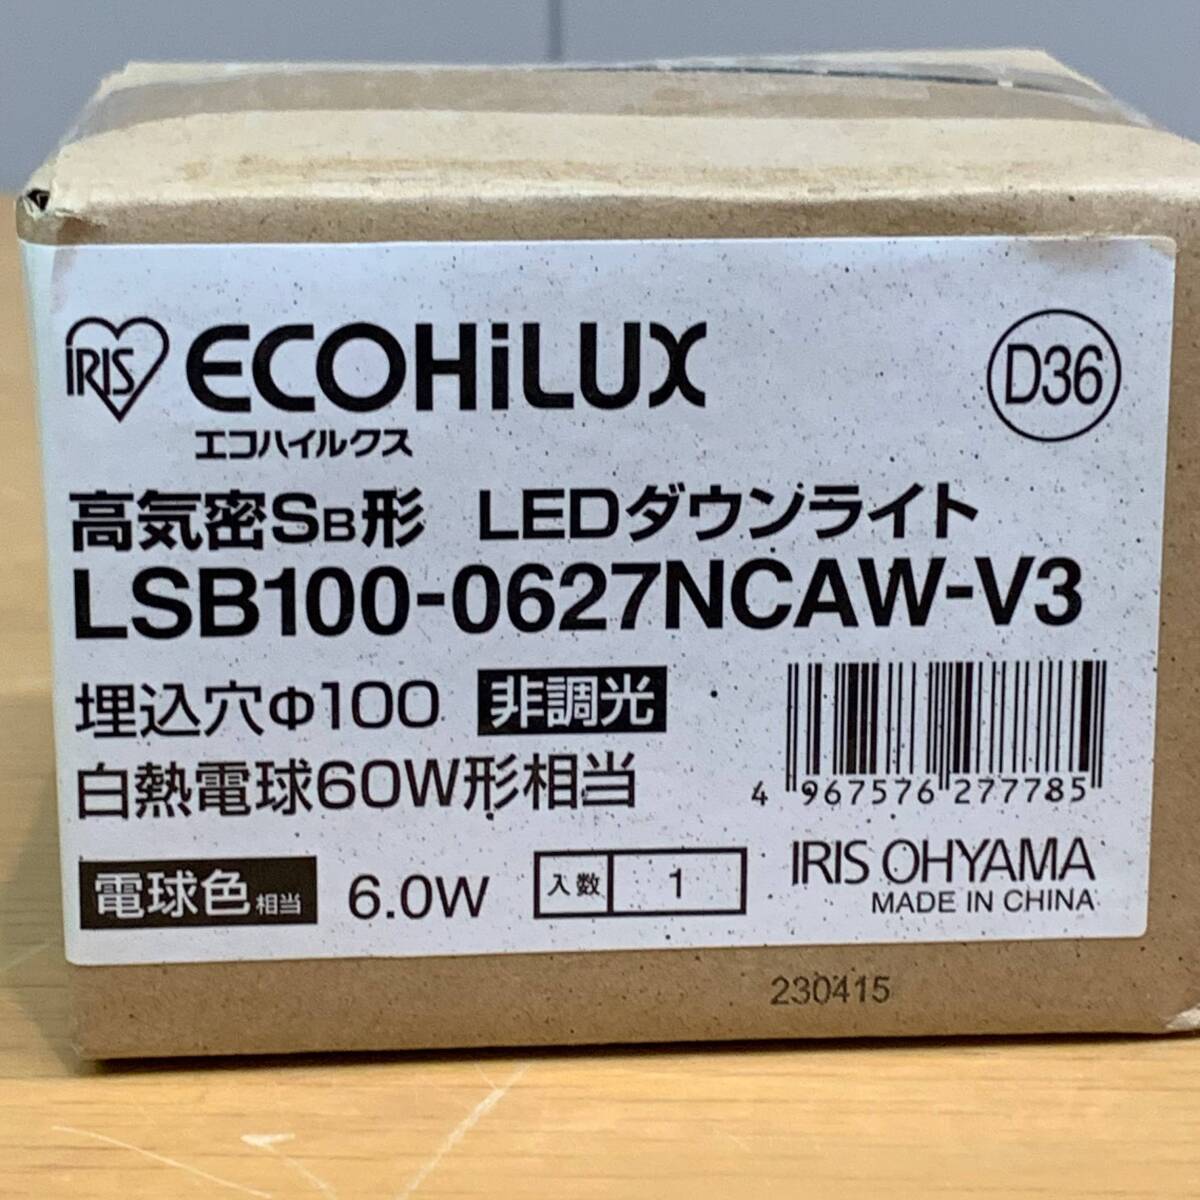 IRIS ECOHiLUX
D36
エコハイルクス
高気密SB形 LEDダウンライト
LSB100-0627NCAW-V3
埋込穴Φ100 非調光
白熱電球60W形相当
4 967576 277785
電球色相当 6.0W 入数 1
IRIS OHYAMA
MADE IN CHINA
230415